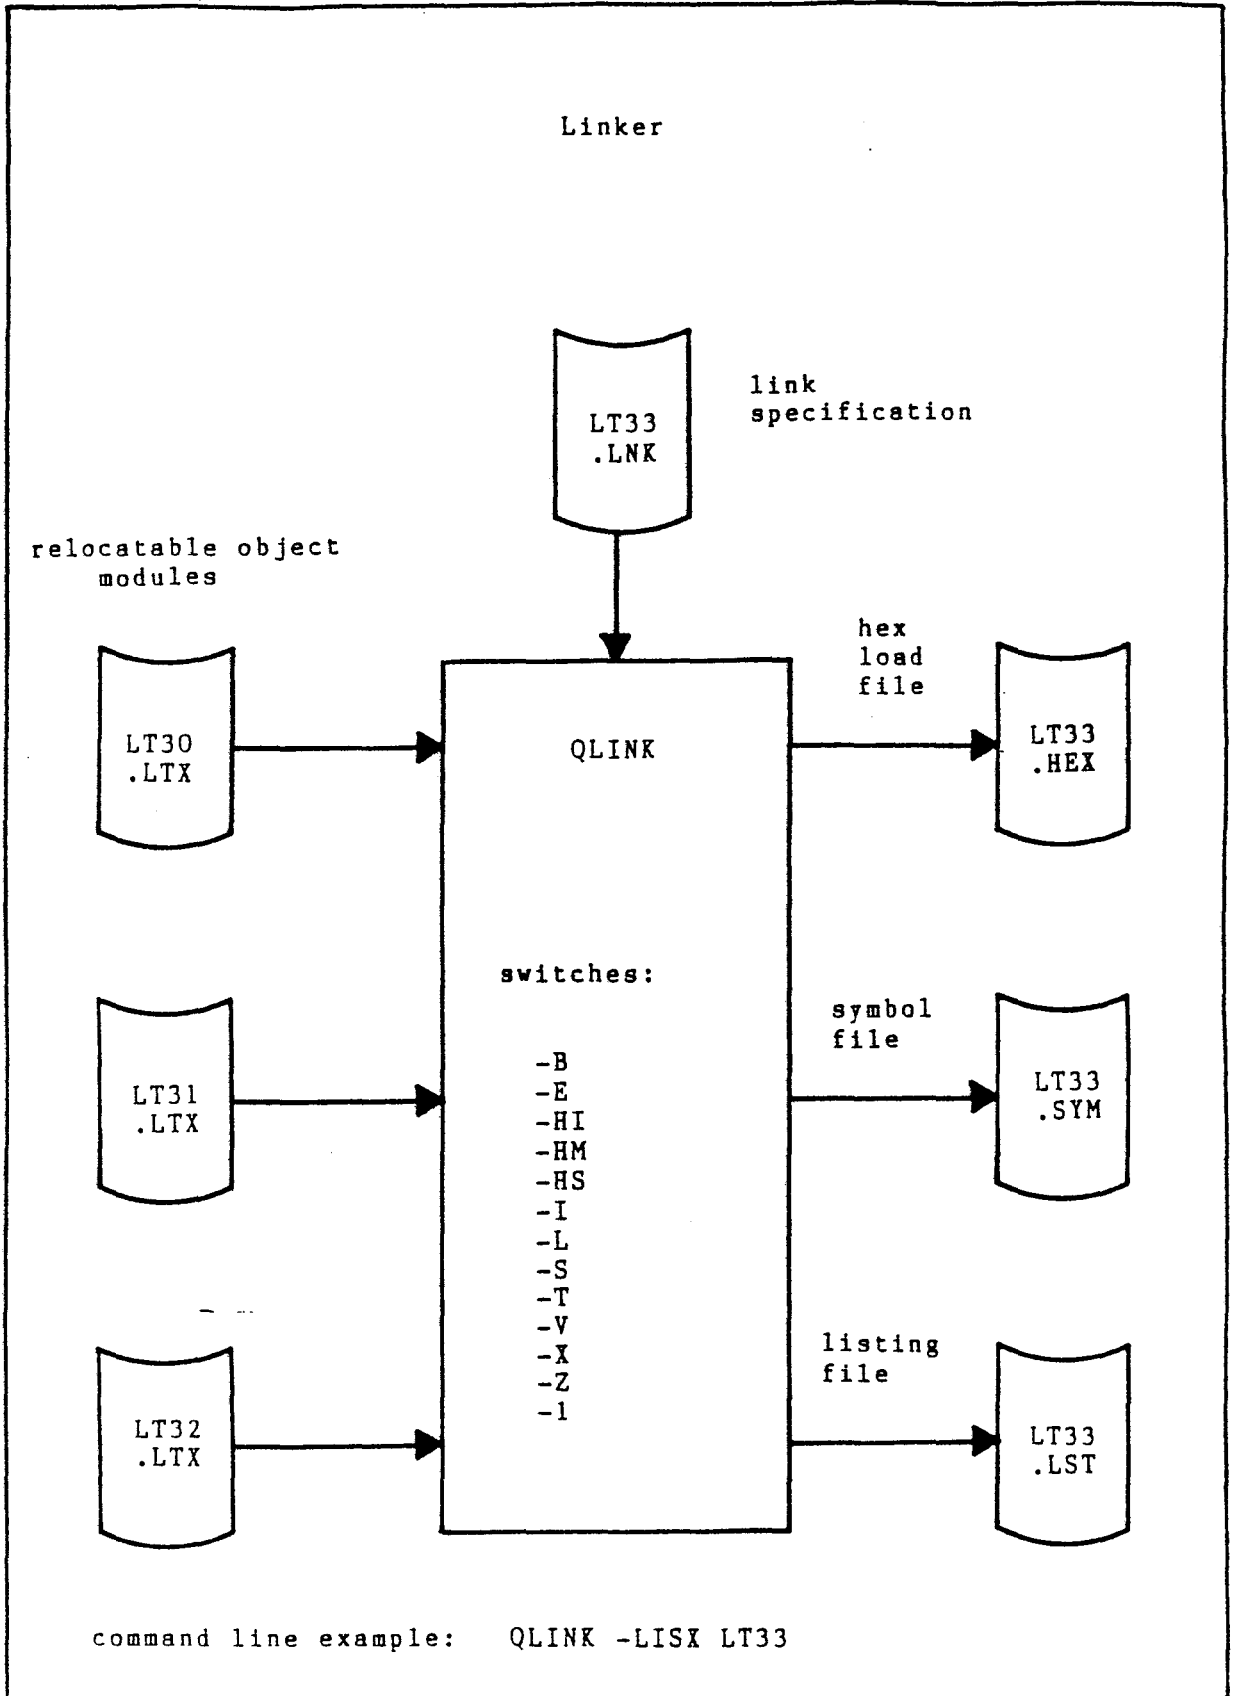 Linker
LT33
.LNK
link
specification
relocatable object
modules
LT30
.LTX
LT31
.LTX
LT32
.LTX
QLINK
switches:
-B
-E
-HI
-HM
-HS
-I
-L
-S
-T
-V
-X
-Z
-1
hex
load
file
LT33
.HEX
symbol
file
LT33
.SYM
listing
file
LT33
.LST
command line example: QLINK -LISX LT33